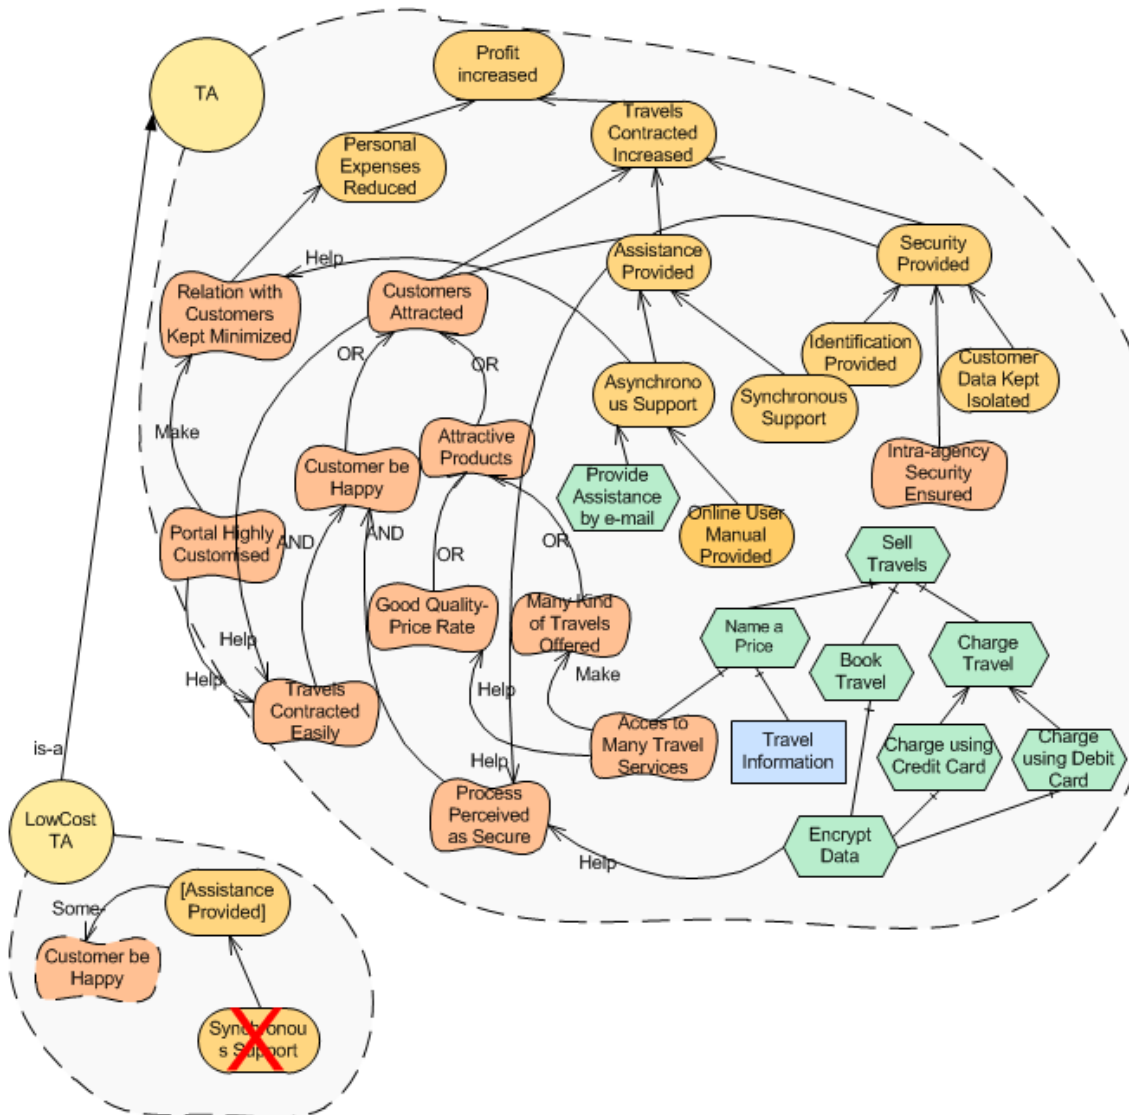 Profit
increased
TA
Travels
Contracted
Increased
Personal
Expenses
Reduced
Help
Assistance
Provided
Security
Provided
Relation with
Customers
Kept Minimized
Customers
Attracted
OR
OR
Identification
Provided
Customer
Data Kept
Isolated
Asynchrono
us Support
Synchronous
Support
Make
Attractive
Products
Customer be
Happy
Intra-agency
Security
Ensured
Provide
Assistance
by e-mail
Online User
Manual
Provided
Portal Highly
Customised
AND
AND
OR
OR
Sell
Travels
Good Quality-
Price Rate
Many Kind
of Travels
Offered
Name a
Price
Book
Travel
Charge
Travel
Help
Help
Travels
Contracted
Easily
Help
Make
Acces to
Many Travel
Services
Travel
Information
Charge using
Credit Card
Charge
using Debit
Card
is-a
Help
Process
Perceived
as Secure
LowCost
TA
Encrypt
Data
Help
[Assistance
Provided]
Some-
Customer be
Happy
Synchronou
s Support